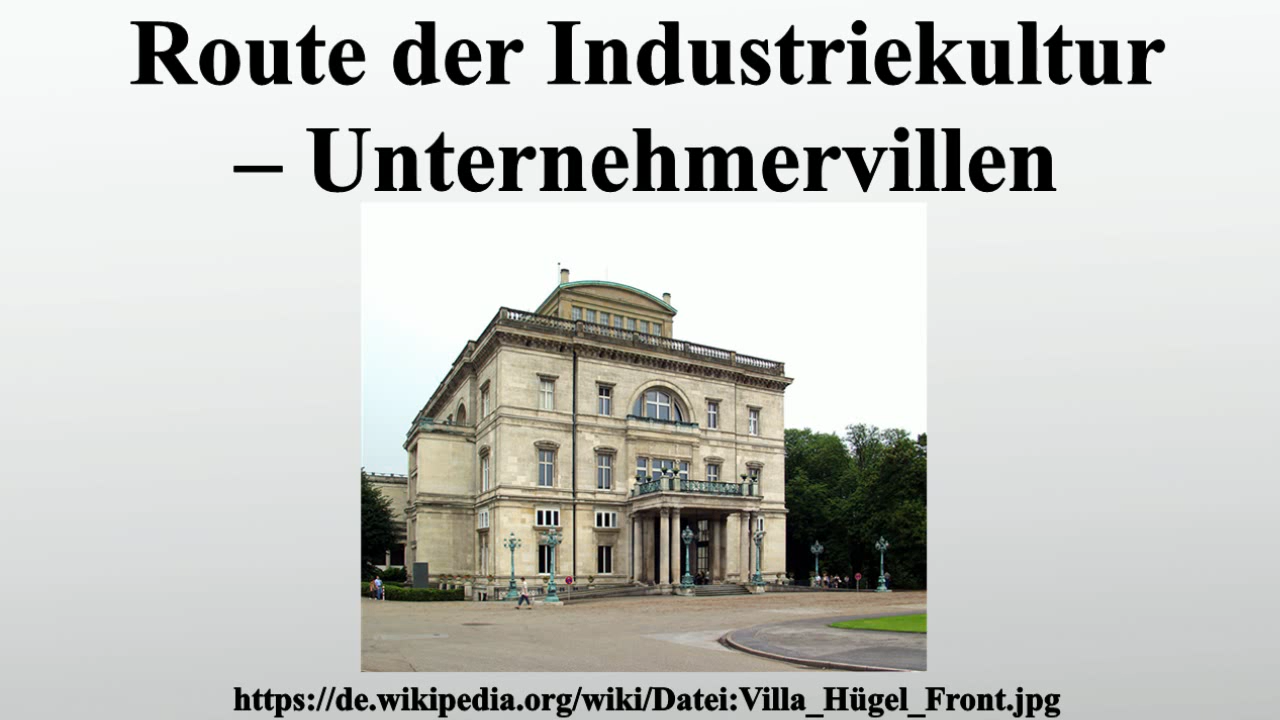 Route der Industriekultur
– Unternehmervillen
https://de.wikipedia.org/wiki/Datei:Villa_Hügel_Front.jpg